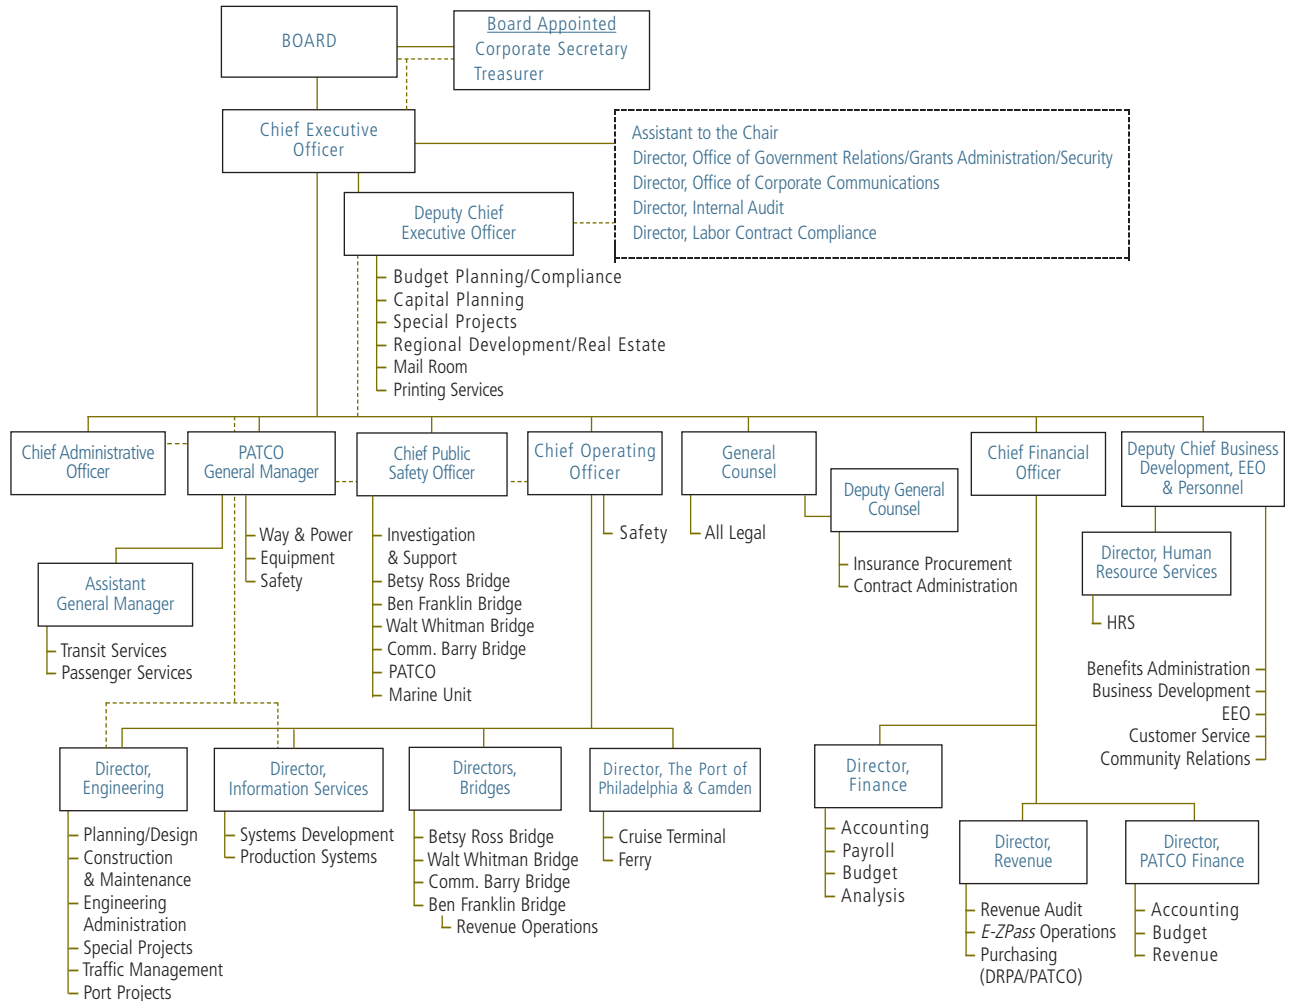 BOARD
Board Appointed
Corporate Secretary
Treasurer
Chief Executive
Officer
Assistant to the Chair
Director, Office of Government Relations/Grants Administration/Security
Director, Office of Corporate Communications
Director, Internal Audit
Director, Labor Contract Compliance
Deputy Chief
Executive Officer
Budget Planning/Compliance
Capital Planning
Special Projects
Regional Development/Real Estate
Mail Room
Printing Services
Chief Administrative
Officer
PATCO
General Manager
Chief Public
Safety Officer
Chief Operating
Officer
General
Counsel
Chief Financial
Officer
Deputy Chief Business
Development, EEO
& Personnel
Deputy General
Counsel
Way & Power
Equipment
Safety
Investigation
& Support
Betsy Ross Bridge
Ben Franklin Bridge
Walt Whitman Bridge
Comm. Barry Bridge
PATCO
Marine Unit
Safety
All Legal
Insurance Procurement
Contract Administration
Director, Human
Resource Services
HRS
Assistant
General Manager
Transit Services
Passenger Services
Benefits Administration
Business Development
EEO
Customer Service
Community Relations
Director,
Engineering
Planning/Design
Construction
& Maintenance
Engineering
Administration
Special Projects
Traffic Management
Port Projects
Director,
Information Services
Systems Development
Production Systems
Directors,
Bridges
Betsy Ross Bridge
Walt Whitman Bridge
Comm. Barry Bridge
Ben Franklin Bridge
Revenue Operations
Director, The Port of
Philadelphia & Camden
Cruise Terminal
Ferry
Director,
Finance
Accounting
Payroll
Budget
Analysis
Director,
Revenue
Revenue Audit
E-ZPass Operations
Purchasing
(DRPA/PATCO)
Director,
PATCO Finance
Accounting
Budget
Revenue